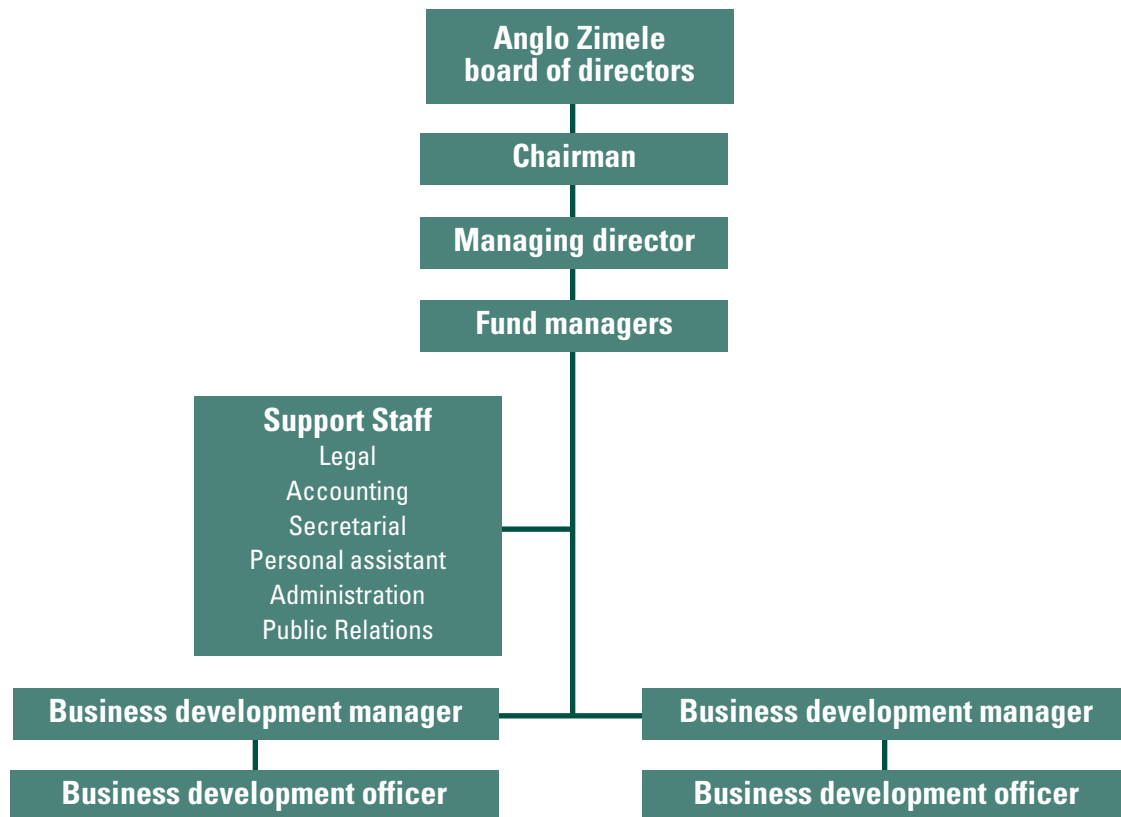 Anglo Zimele
board of directors
Chairman
Managing director
Fund managers
Support Staff
Legal
Accounting
Secretarial
Personal assistant
Administration
Public Relations
Business development manager
Business development manager
Business development officer
Business development officer